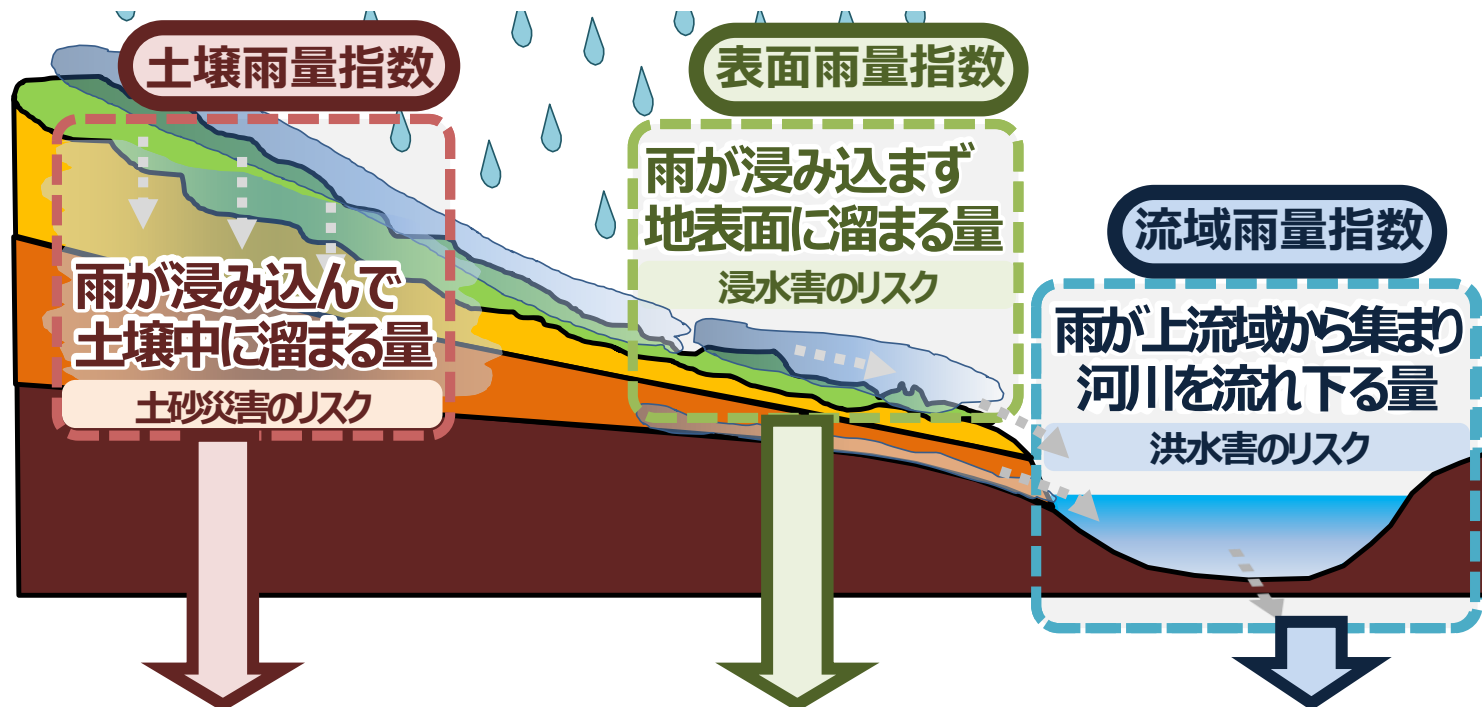 土壌雨量指数
雨が浸み込んで
土壌中に溜まる量
土砂災害のリスク
表面雨量指数
雨が浸み込まず
地表面に溜まる量
浸水害のリスク
流域雨量指数
雨が上流域から集まり
河川を流れ下る量
洪水害のリスク